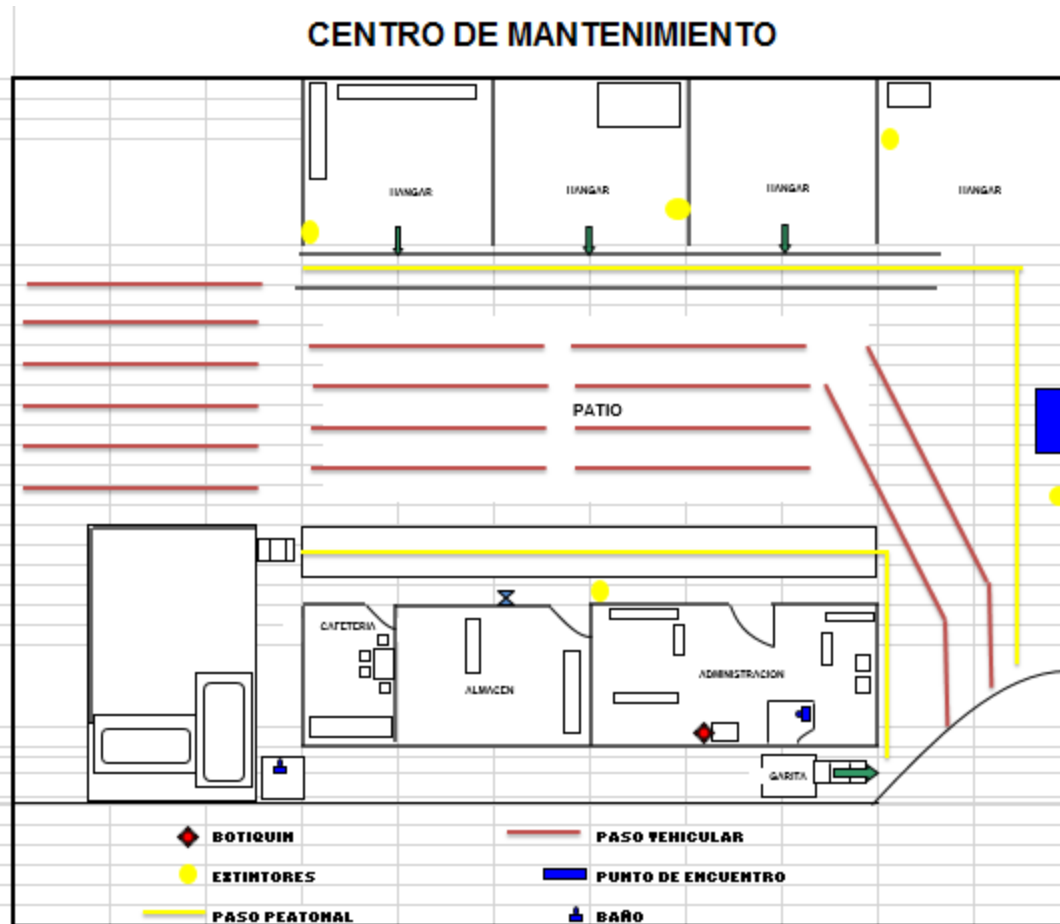 CENTRO DE MANTENIMIENTO
HANGAR
HANGAR
HANGAR
HANGAR
PATIO
CAFETERIA
ALMACEN
ADMINISTRACION
GARITA
BOTIQUIN
PASO VEHICULAR
EXTINTORES
PUNTO DE ENCUENTRO
PASO PEATONAL
BAÑO